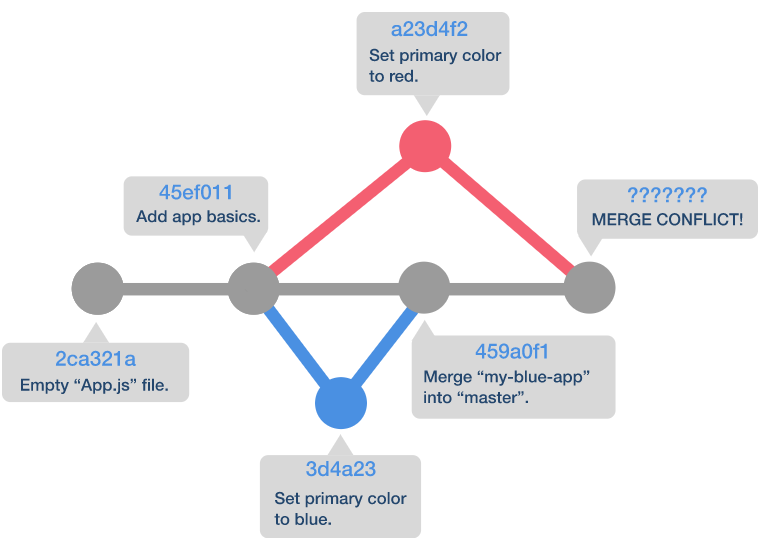 a23d4f2
Set primary color
to red.
45ef011
Add app basics.
???????
MERGE CONFLICT!
2ca321a
Empty “App.js” file.
459a0f1
Merge “my-blue-app”
into “master”.
3d4a23
Set primary color
to blue.